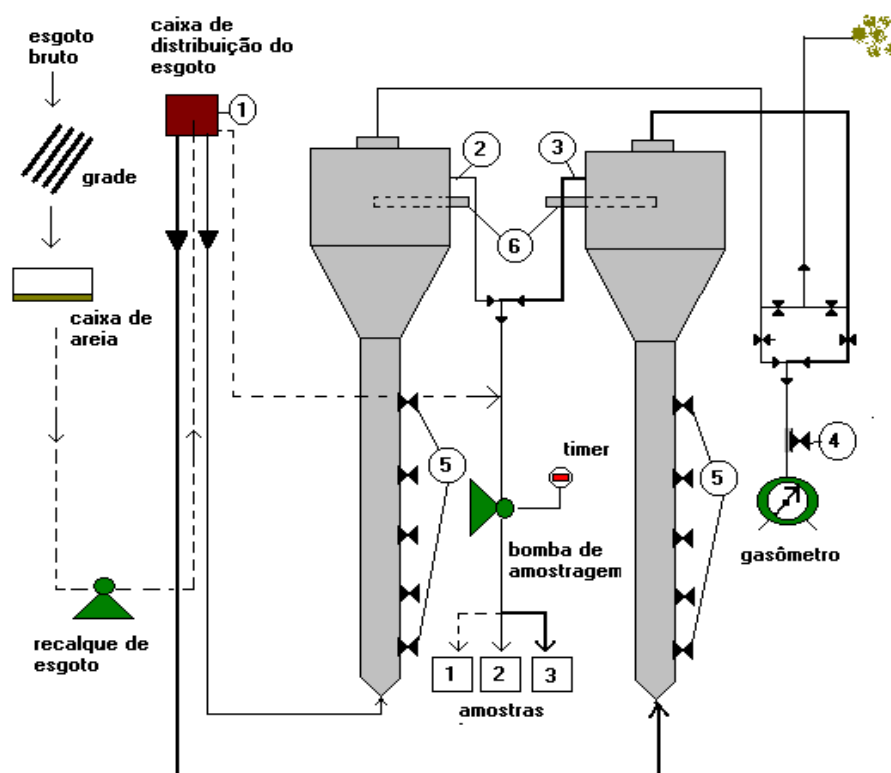 esgoto
bruto
caixa de
distribuição do
esgoto
1
grade
2
3
6
caixa de
areia
5
timer
5
4
bomba de
amostragem
gasômetro
recalque de
esgoto
1
2
3
amostras